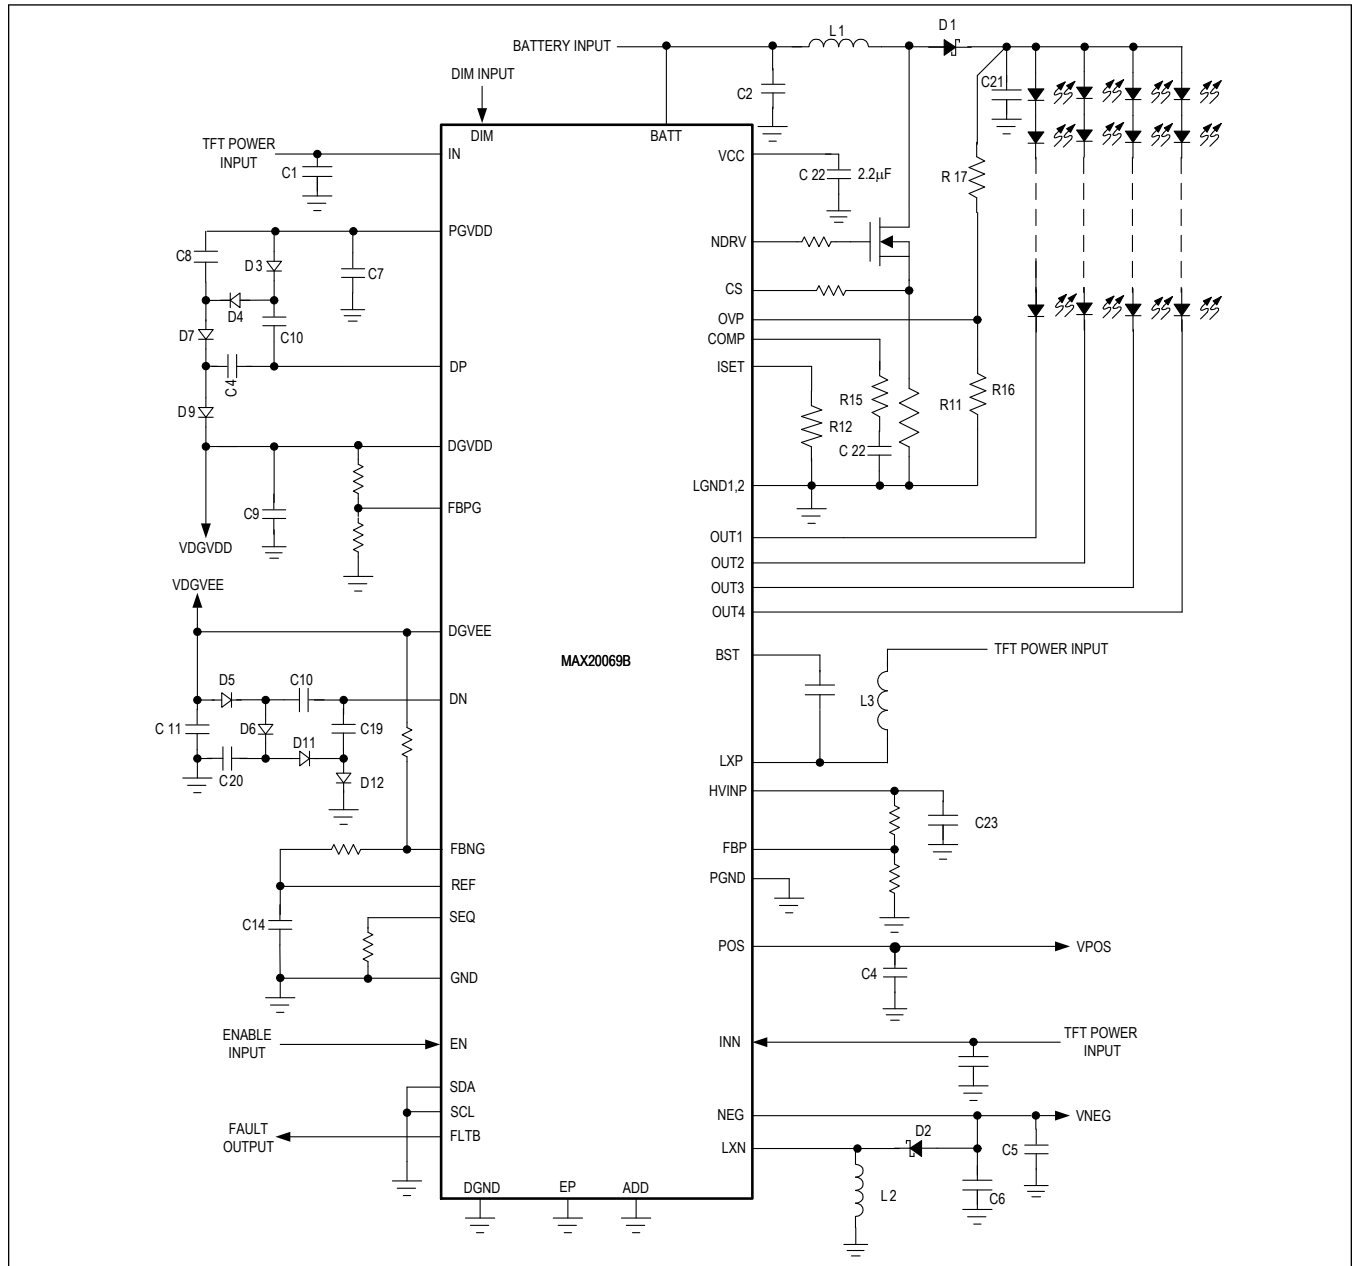 BATTERY INPUT
L1
D1
DIM INPUT
C2
C21
DIM
BATT
TFT POWER
INPUT
IN
C1
VCC
C 22
2.2µF
R 17
PGVDD
C8
D3
C7
NDRV
D4
CS
D7
C10
OVP
COMP
C4
DP
ISET
D9
R15
R12
R11
R16
C 22
DGVDD
LGND1,2
FBPG
C9
VDGVDD
OUT1
OUT2
OUT3
OUT4
VDGVEE
DGVEE
MAX20069B
BST
TFT POWER INPUT
D5
C10
DN
L3
C 11
D6
C19
D11
C20
D12
LXP
HVINP
C23
FBNG
FBP
REF
PGND
C14
SEQ
POS
VPOS
GND
C4
ENABLE
INPUT
EN
INN
TFT POWER
INPUT
SDA
SCL
NEG
VNEG
FAULT
OUTPUT
FLTB
D2
LXN
C5
DGND
EP
ADD
L2
C6